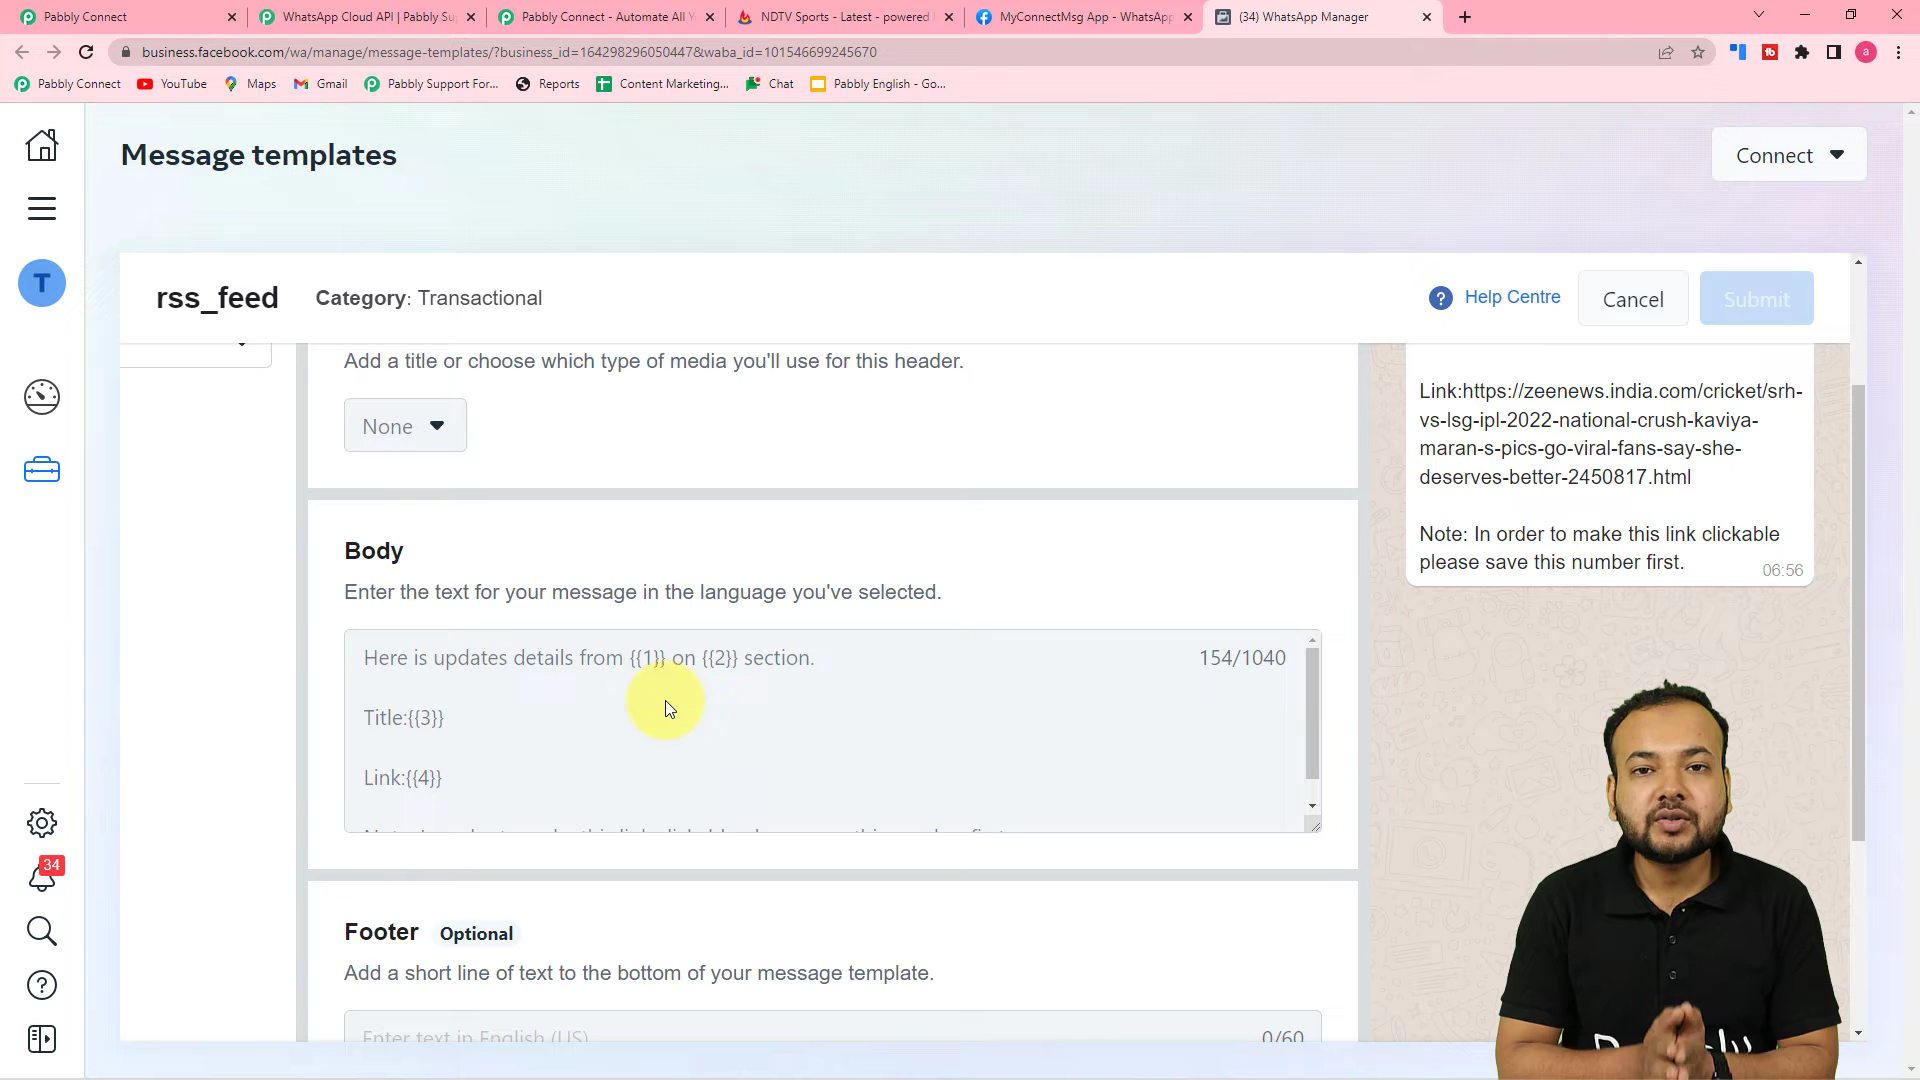 Pabbly Connect
WhatsApp Cloud API | Pabbly Su
Pabbly Connect - Automate All Y
NDTV Sports - Latest - powered
MyConnectMsg App - WhatsApp
(34) WhatsApp Manager
business.facebook.com/wa/manage/message-templates/?business_id=164298296050447&waba_id=101546699245670
a
Pabbly Connect
YouTube
Maps
Gmail
Pabbly Support For...
Reports
Content Marketing...
Chat
Pabbly English - Go...
Message templates
Connect
T
rss_feed
Category: Transactional
Help Centre
Cancel
Submit
Add a title or choose which type of media you'll use for this header.
None
Link:https://zeenews.india.com/cricket/srh-
vs-lsg-ipl-2022-national-crush-kaviya-
maran-s-pics-go-viral-fans-say-she-
deserves-better-2450817.html
Note: In order to make this link clickable
please save this number first.
06:56
Body
Enter the text for your message in the language you've selected.
Here is updates details from {{1}} on {{2}} section.
154/1040
Title:{{3}}
Link:{{4}}
34
Footer
Optional
Add a short line of text to the bottom of your message template.
Enter text in English (US)
0/60